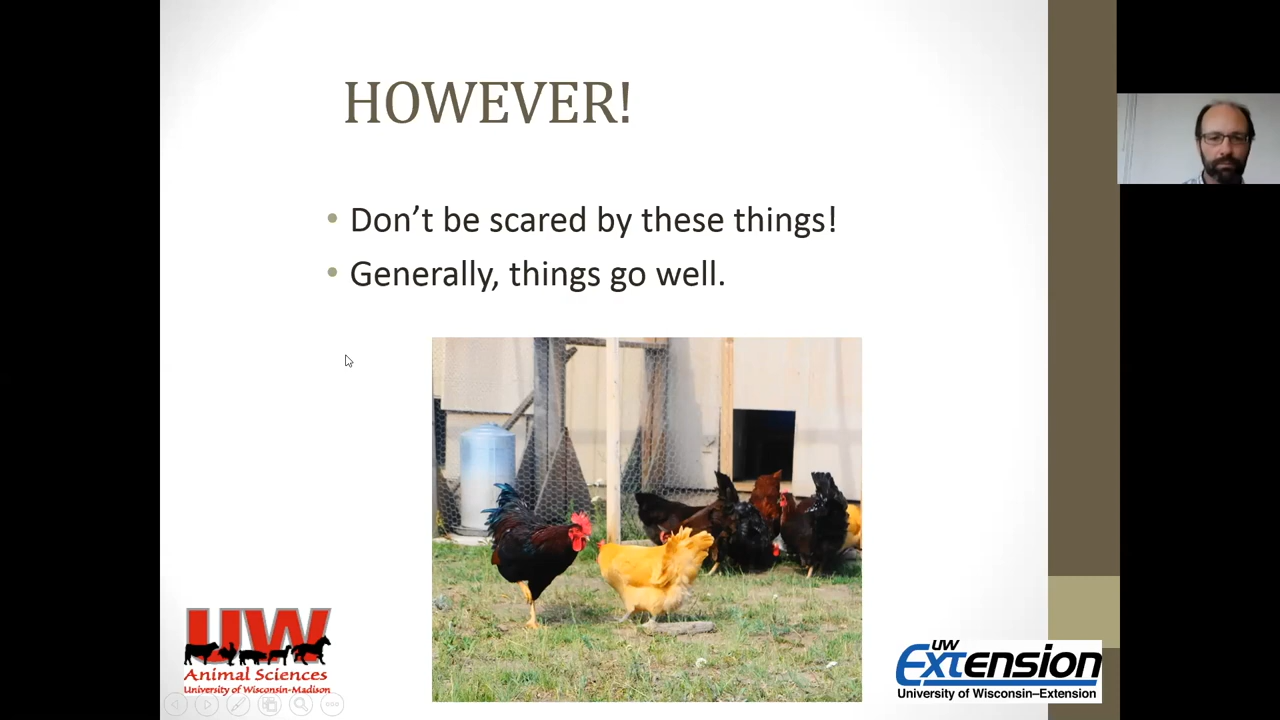 HOWEVER!
• Don’t be scared by these things!
• Generally, things go well.
UW
Animal Sciences
University of Wisconsin-Madison
UW
Extension
University of Wisconsin–Extension